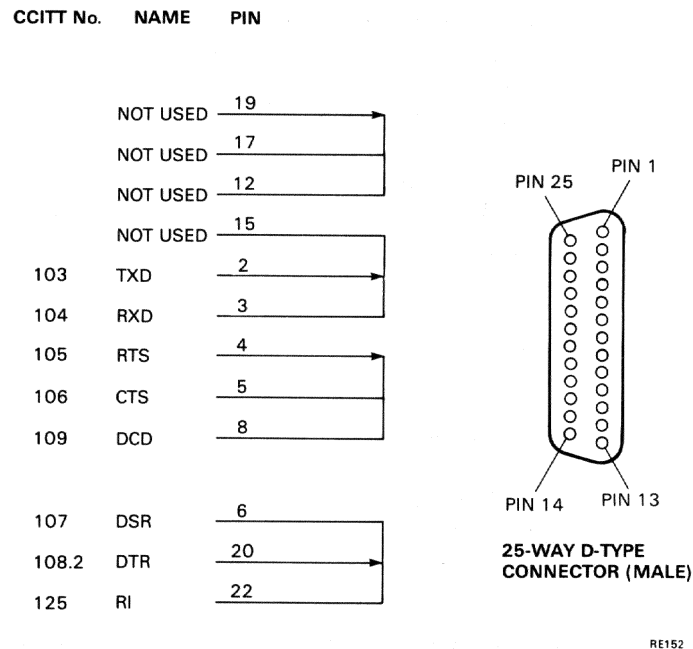 CCITT No. NAME PIN
NOT USED 19
NOT USED 17
NOT USED 12
NOT USED 15
103 TXD 2
104 RXD 3
105 RTS 4
106 CTS 5
109 DCD 8
107 DSR 6
108.2 DTR 20
125 RI 22
PIN 1
PIN 25
PIN 14 PIN 13
25-WAY D-TYPE
CONNECTOR (MALE)
RE152